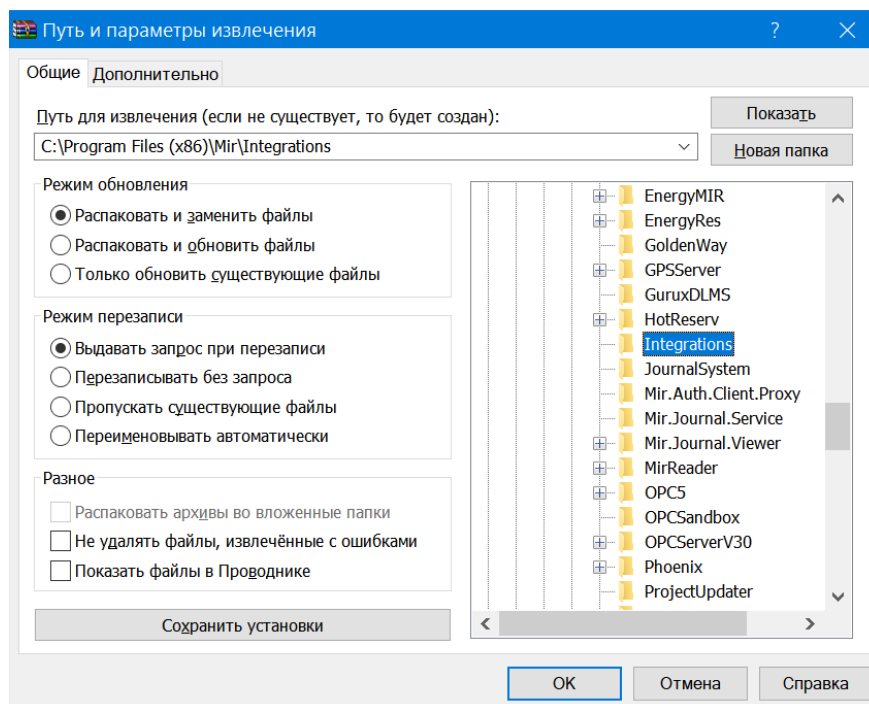 Путь и параметры извлечения
Общие
Дополнительно
Путь для извлечения (если не существует, то будет создан):
Показать
C:\Program Files (x86)\Mir\Integrations
Новая папка
Режим обновления
Распаковать и заменить файлы
Распаковать и обновить файлы
Только обновить существующие файлы
Режим перезаписи
Выдавать запрос при перезаписи
Перезаписывать без запроса
Пропускать существующие файлы
Переименовывать автоматически
Разное
Распаковать архивы во вложенные папки
Не удалять файлы, извлечённые с ошибками
Показать файлы в Проводнике
Сохранить установки
EnergyMIR
EnergyRes
GoldenWay
GPSServer
GuruxDLMS
HotReserv
Integrations
JournalSystem
Mir.Auth.Client.Proxy
Mir.Journal.Service
Mir.Journal.Viewer
MirReader
OPC5
OPCSandbox
OPCServerV30
Phoenix
ProjectUpdater
OK
Отмена
Справка